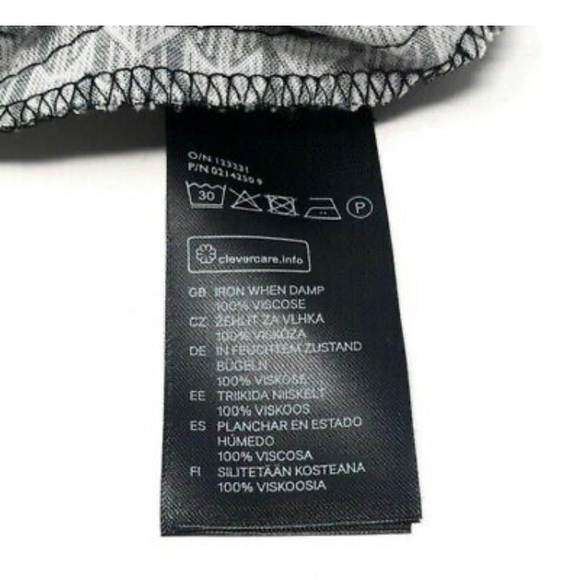 O/N 123231
P/N 0214250 9
30
P
clevercare.info
GB IRON WHEN DAMP
100% VISCOSE
CZ ŽEHLIT ZA VLHKA
100% VISKÓZA
DE IN FEUCHTEM ZUSTAND
BÜGELN
100% VISKOSE
EE TRIIKIDA NIISKELT
100% VISKOOS
ES PLANCHAR EN ESTADO
HÚMEDO
100% VISCOSA
FI SILITETÄÄN KOSTEANA
100% VISKOOSIA